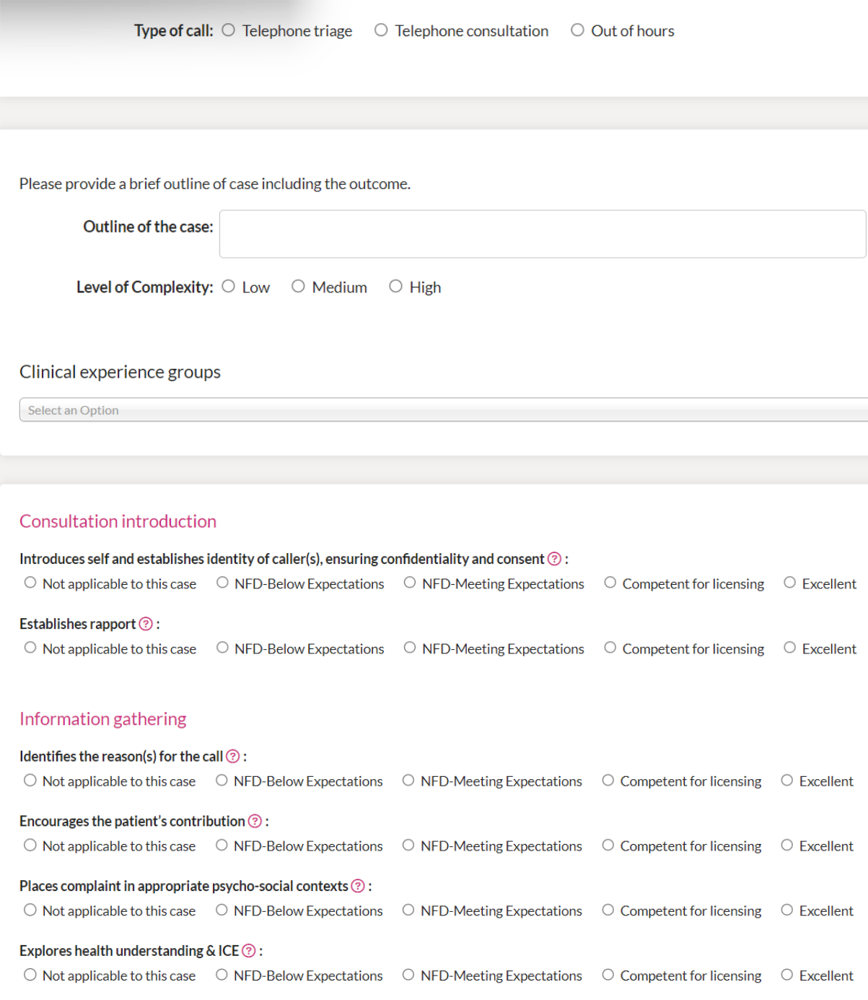 Type of call: Telephone triage Telephone consultation Out of hours
Please provide a brief outline of case including the outcome.
Outline of the case:
Level of Complexity: Low Medium High
Clinical experience groups
Select an Option
Consultation introduction
Introduces self and establishes identity of caller(s), ensuring confidentiality and consent ? :
Not applicable to this case NFD-Below Expectations NFD-Meeting Expectations Competent for licensing Excellent
Establishes rapport ? :
Not applicable to this case NFD-Below Expectations NFD-Meeting Expectations Competent for licensing Excellent
Information gathering
Identifies the reason(s) for the call ? :
Not applicable to this case NFD-Below Expectations NFD-Meeting Expectations Competent for licensing Excellent
Encourages the patient’s contribution ? :
Not applicable to this case NFD-Below Expectations NFD-Meeting Expectations Competent for licensing Excellent
Places complaint in appropriate psycho-social contexts ? :
Not applicable to this case NFD-Below Expectations NFD-Meeting Expectations Competent for licensing Excellent
Explores health understanding & ICE ? :
Not applicable to this case NFD-Below Expectations NFD-Meeting Expectations Competent for licensing Excellent